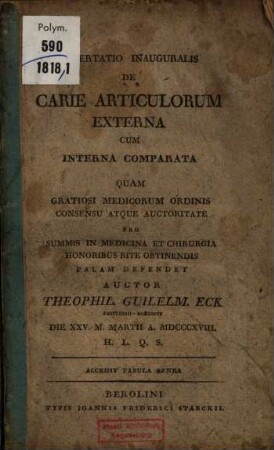 Polym.
590
1818,1
ERTATIO INAUGURALIS
DE
CARIE ARTICULORUM
EXTERNA
CUM
INTERNA COMPARATA
QUAM
GRATIOSI MEDICORUM ORDINIS
CONSENSU ATQUE AUCTORITATE
PRO
SUMMIS IN MEDICINA ET CHIRURGIA
HONORIBUS RITE OBTINENDIS
PALAM DEFENDET
AUCTOR
THEOPHIL. GUILELM. ECK
DIE XXV. M. MARTII A. MDCCCXVIII.
H. L. Q. S.
ACCEDIT TABULA AENEA
BEROLINI
TYPIS IOANNIS FRIDERICI STARCKII.